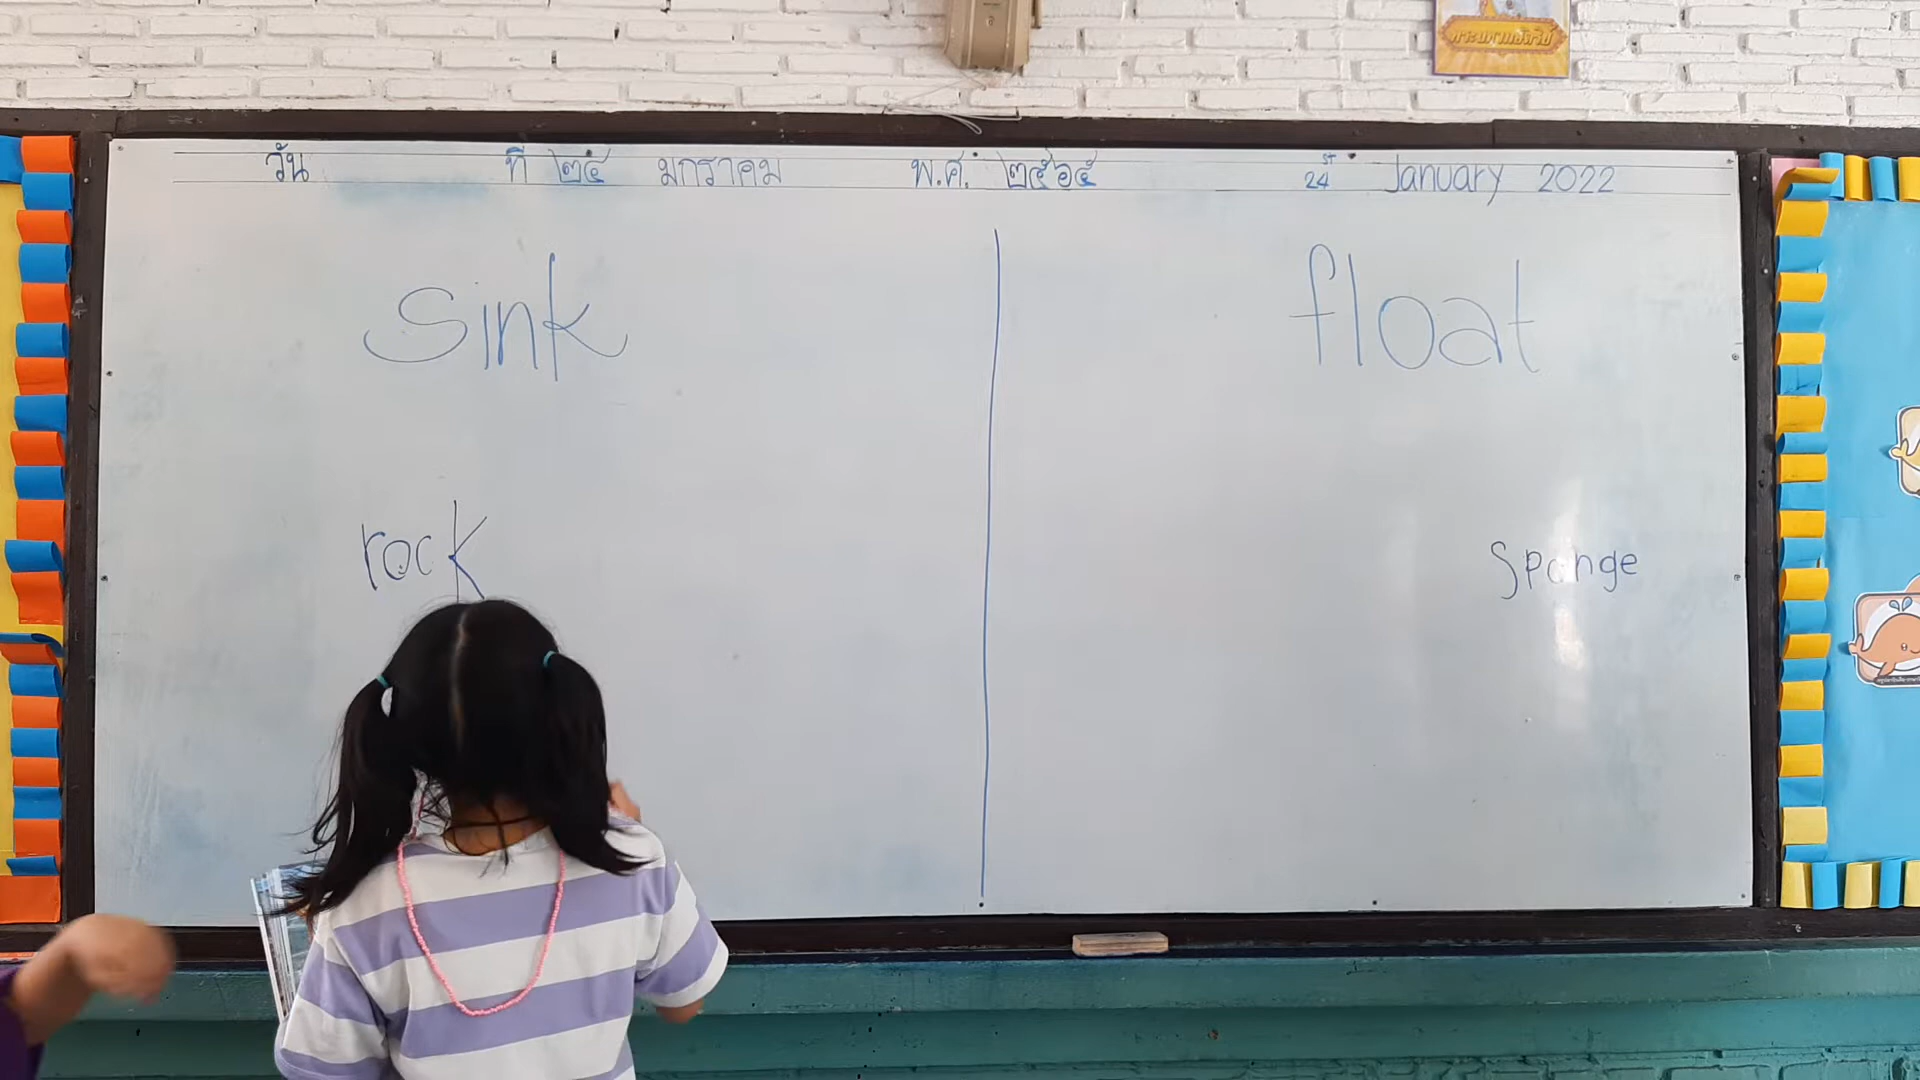 วัน ที่ ๒๔ มกราคม พ.ศ. ๒๕๖๕ 24st January 2022
sink float
rock sponge